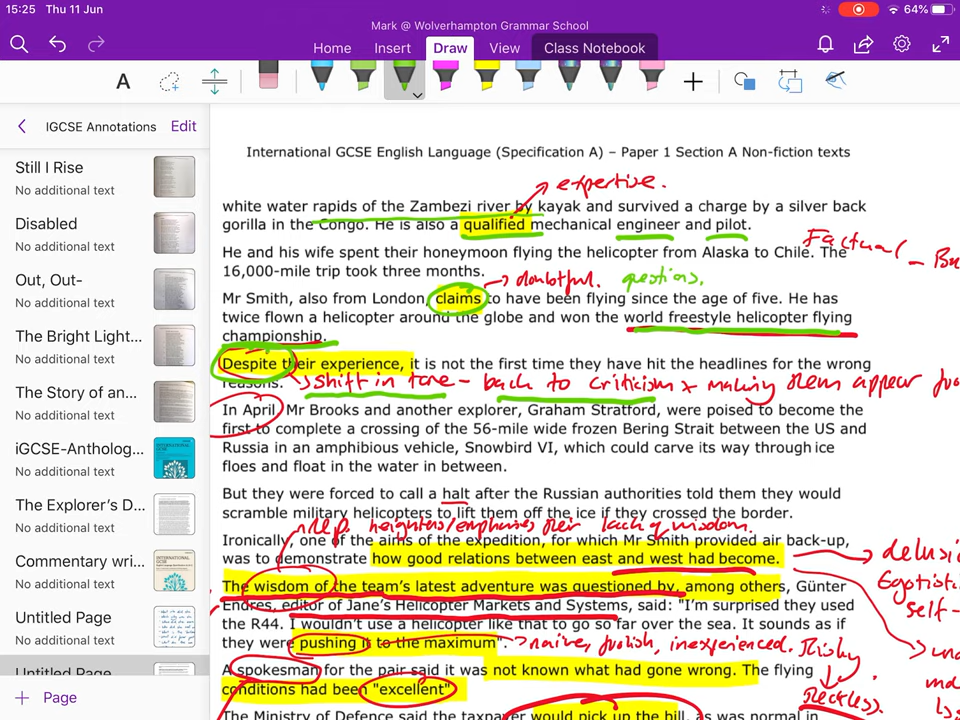 15:25 Thu 11 Jun
64%
Mark @ Wolverhampton Grammar School
Home Insert Draw View Class Notebook
A
IGCSE Annotations Edit
Still I Rise
No additional text
Disabled
No additional text
Out, Out-
No additional text
The Bright Light...
No additional text
The Story of an...
No additional text
iGCSE-Antholog...
No additional text
The Explorer's D...
No additional text
Commentary wri...
No additional text
Untitled Page
No additional text
Untitled Page
+ Page
International GCSE English Language (Specification A) – Paper 1 Section A Non-fiction texts
expertise.
white water rapids of the Zambezi river by kayak and survived a charge by a silver back
gorilla in the Congo. He is also a qualified mechanical engineer and pilot.
Factual
He and his wife spent their honeymoon flying the helicopter from Alaska to Chile. The
16,000-mile trip took three months.
doubtful. questions.
Mr Smith, also from London, claims to have been flying since the age of five. He has
twice flown a helicopter around the globe and won the world freestyle helicopter flying
championship.
Despite their experience, it is not the first time they have hit the headlines for the wrong
reasons.
shift in tone – back to criticism + making them appear
In April, Mr Brooks and another explorer, Graham Stratford, were poised to become the
first to complete a crossing of the 56-mile wide frozen Bering Strait between the US and
Russia in an amphibious vehicle, Snowbird VI, which could carve its way through ice
floes and float in the water in between.
But they were forced to call a halt after the Russian authorities told them they would
scramble military helicopters to lift them off the ice if they crossed the border.
rep. heightens/emphasises their lack of wisdom.
Ironically, one of the aims of the expedition, for which Mr Smith provided air back-up,
was to demonstrate how good relations between east and west had become.
The wisdom of the team's latest adventure was questioned by, among others, Günter
Endres, editor of Jane's Helicopter Markets and Systems, said: "I'm surprised they used
the R44. I wouldn't use a helicopter like that to go so far over the sea. It sounds as if
they were pushing it to the maximum".
naive, foolish, inexperienced. Risky
Reckless.
self-
A spokesman for the pair said it was not known what had gone wrong. The flying
conditions had been "excellent"
The Ministry of Defence said the taxpayer would pick up the bill, as was normal in